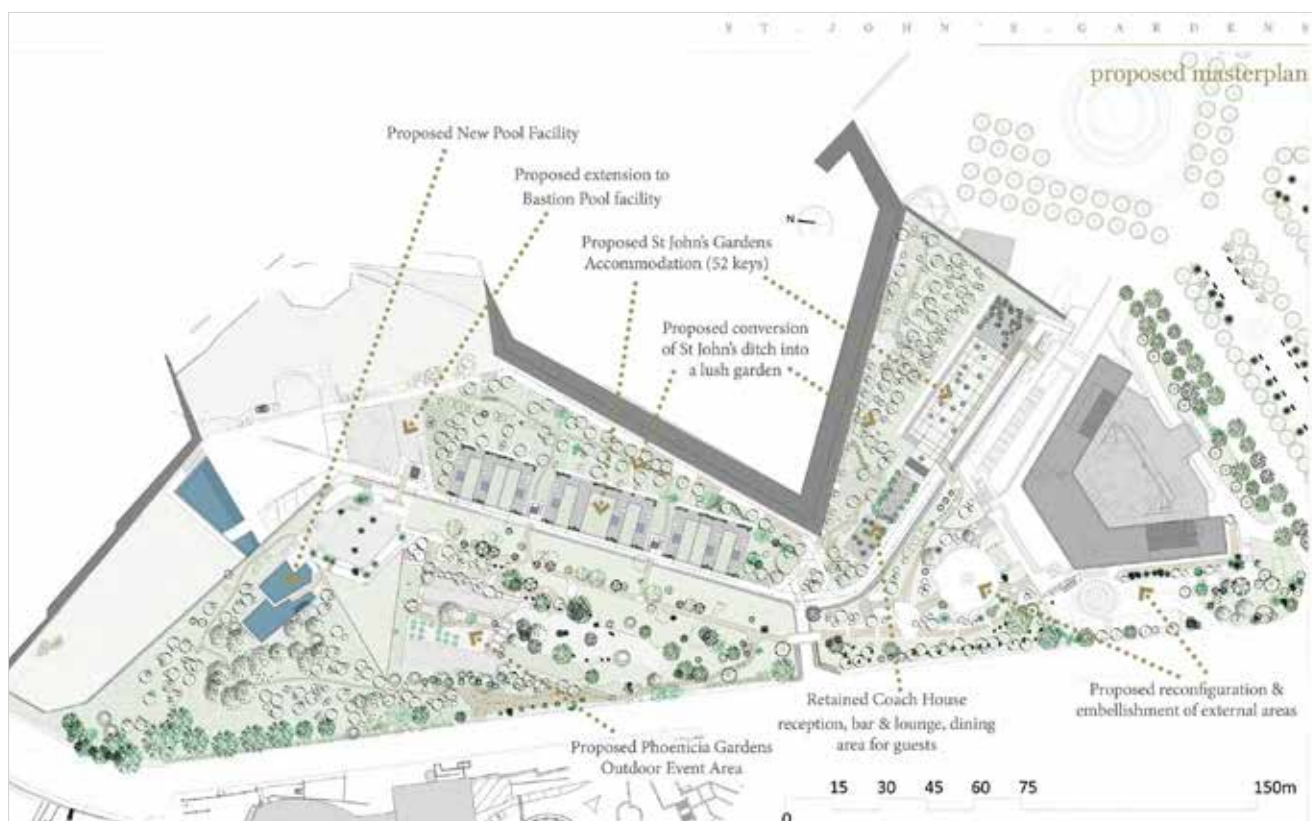 S T . J O H N ' S . G A R D E N S
proposed masterplan
Proposed New Pool Facility
Proposed extension to
Bastion Pool facility
N
Proposed St John's Gardens
Accommodation (52 keys)
Proposed conversion
of St John's ditch into
a lush garden
Retained Coach House
reception, bar & lounge, dining
area for guests
Proposed reconfiguration &
embellishment of external areas
Proposed Phoenicia Gardens
Outdoor Event Area
15 30 45 60 75 150m
0